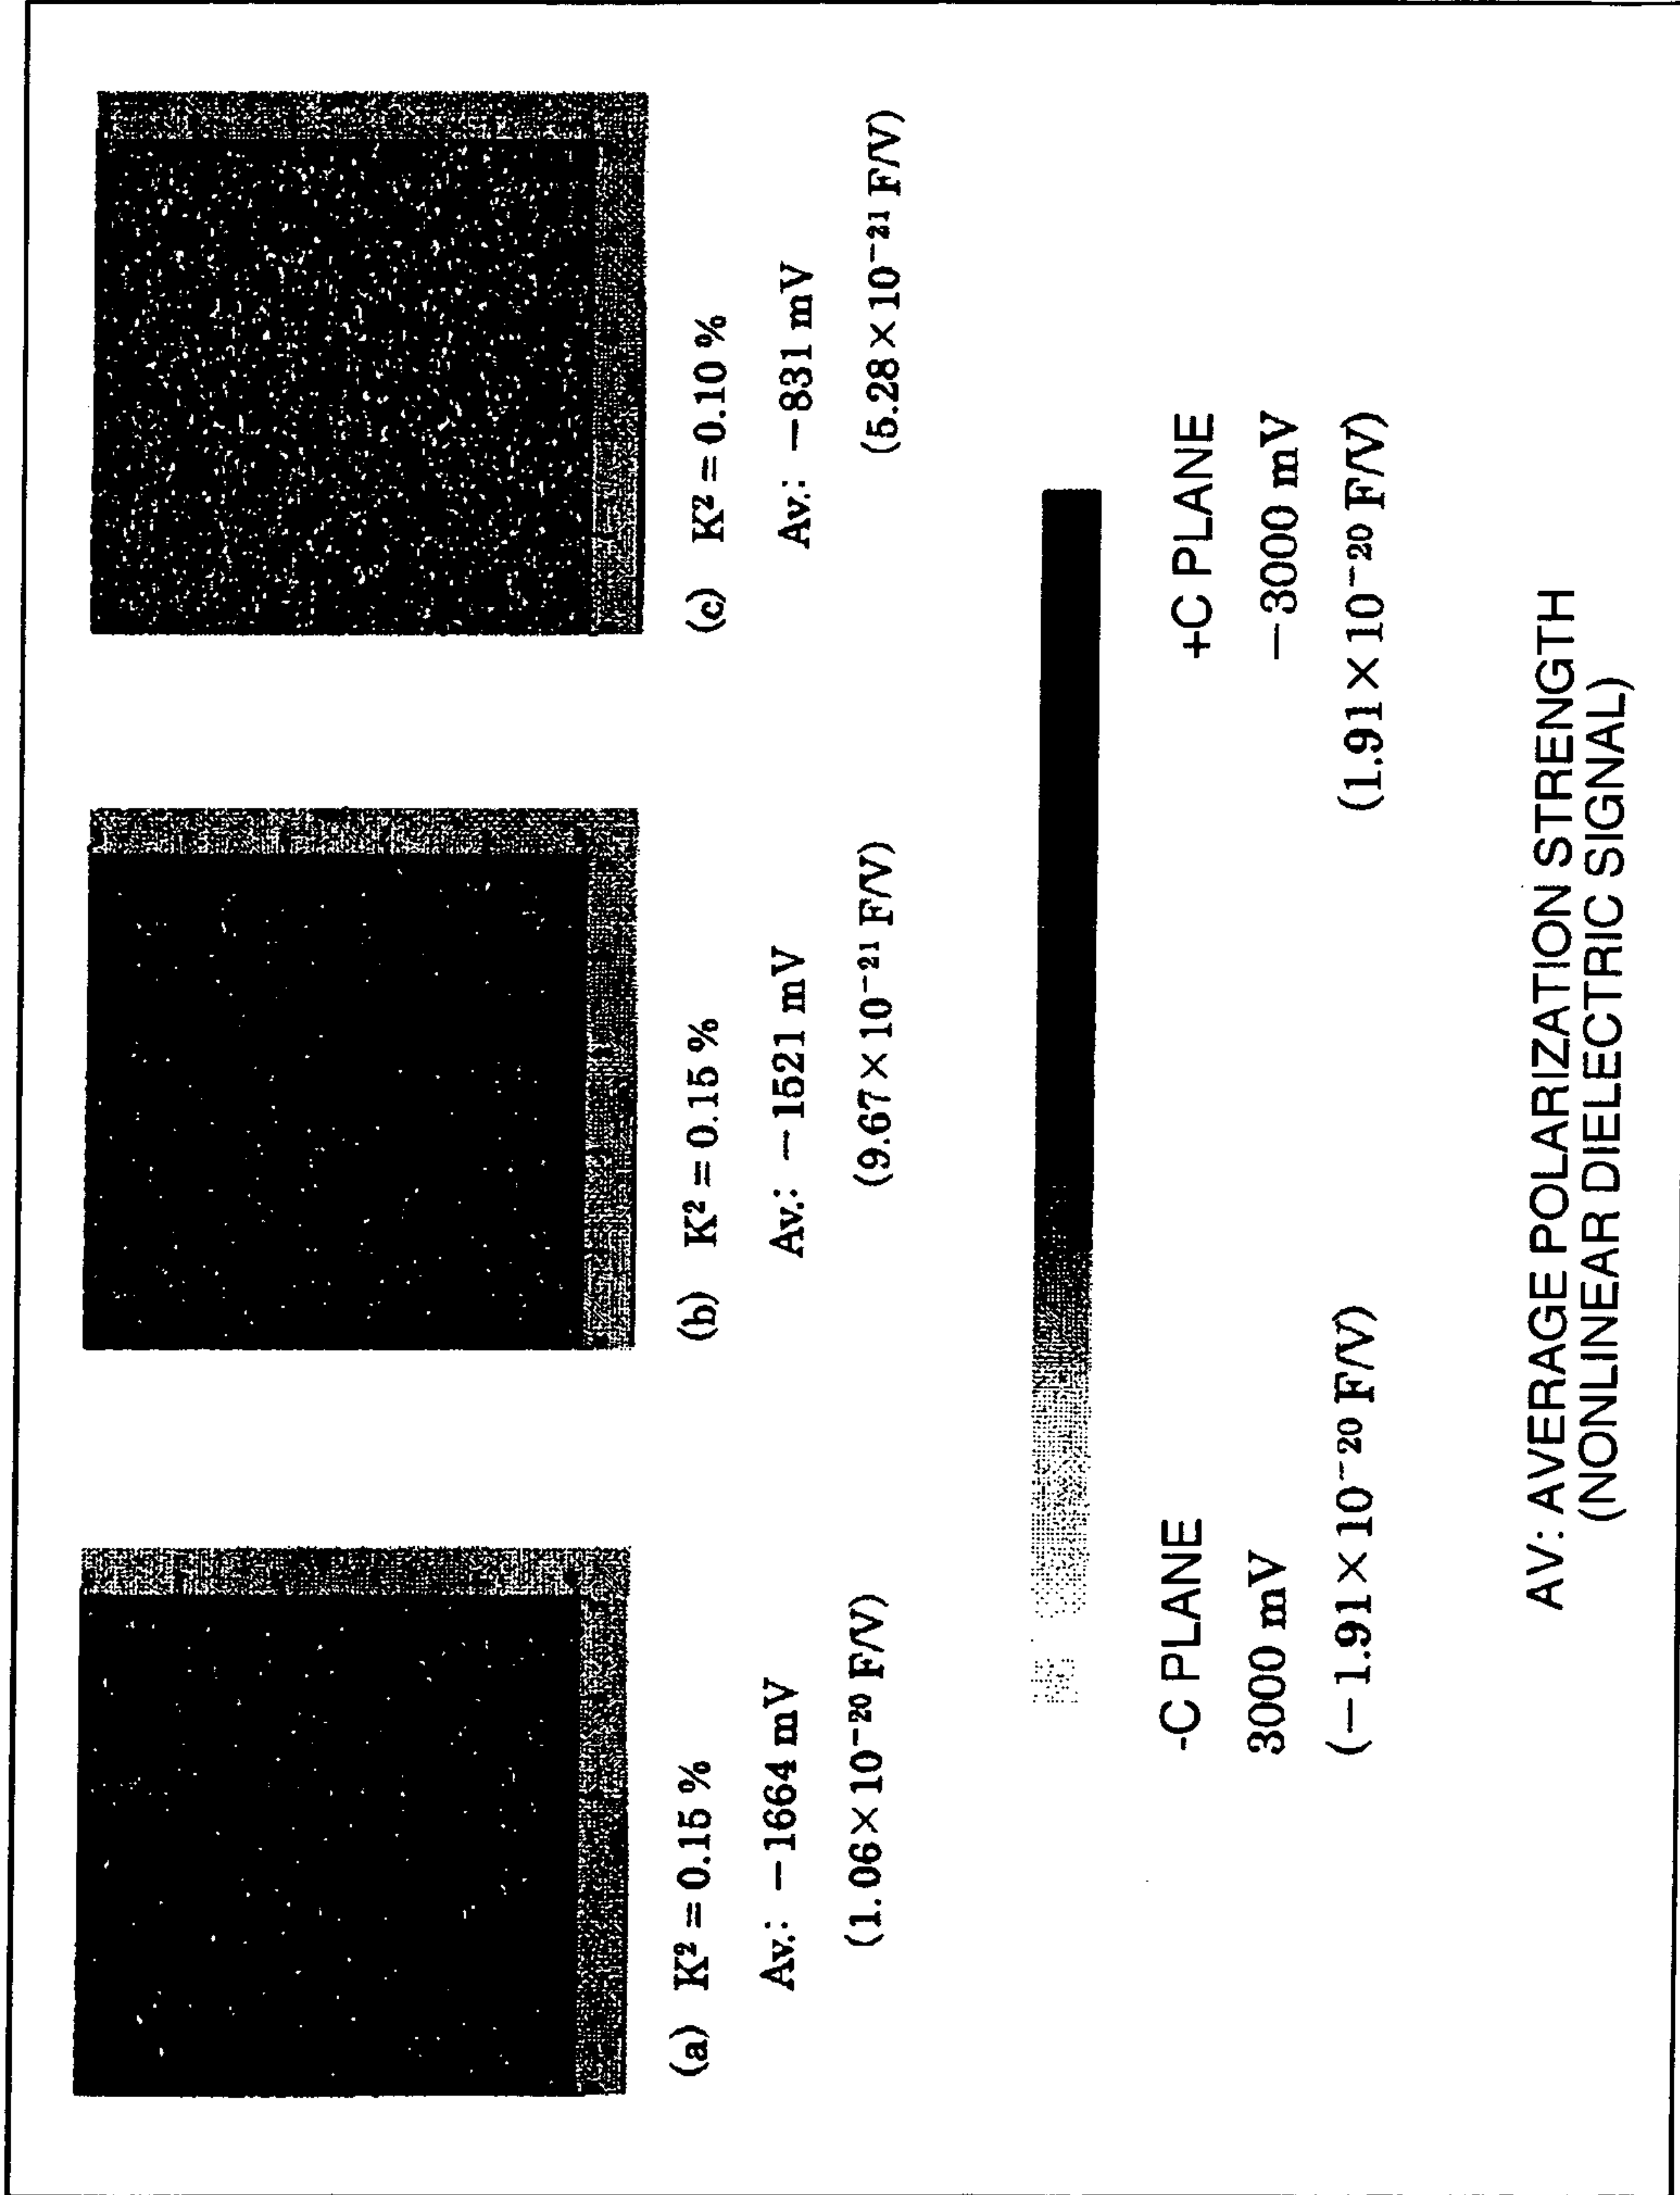 (a) K² = 0.15 %
Av.: −1664 mV
(1.06×10⁻²⁰ F/V)
(b) K² = 0.15 %
Av.: −1521 mV
(9.67×10⁻²¹ F/V)
(c) K² = 0.10 %
Av.: −831 mV
(5.28×10⁻²¹ F/V)
-C PLANE
3000 mV
(−1.91×10⁻²⁰ F/V)
+C PLANE
−3000 mV
(1.91×10⁻²⁰ F/V)
AV: AVERAGE POLARIZATION STRENGTH
(NONLINEAR DIELECTRIC SIGNAL)